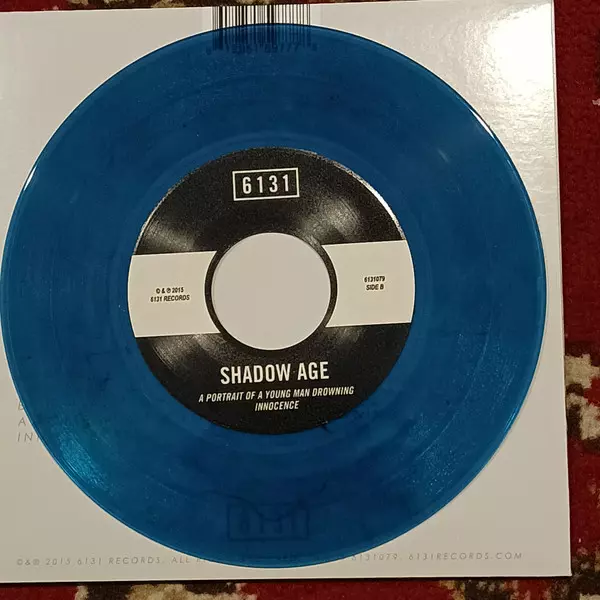 6131
© & ℗ 2015
6131 RECORDS
6131079
SIDE B
SHADOW AGE
A PORTRAIT OF A YOUNG MAN DROWNING
INNOCENCE
6131
©&℗ 2015 6131 RECORDS. ALL 6131079. 6131RECORDS.COM